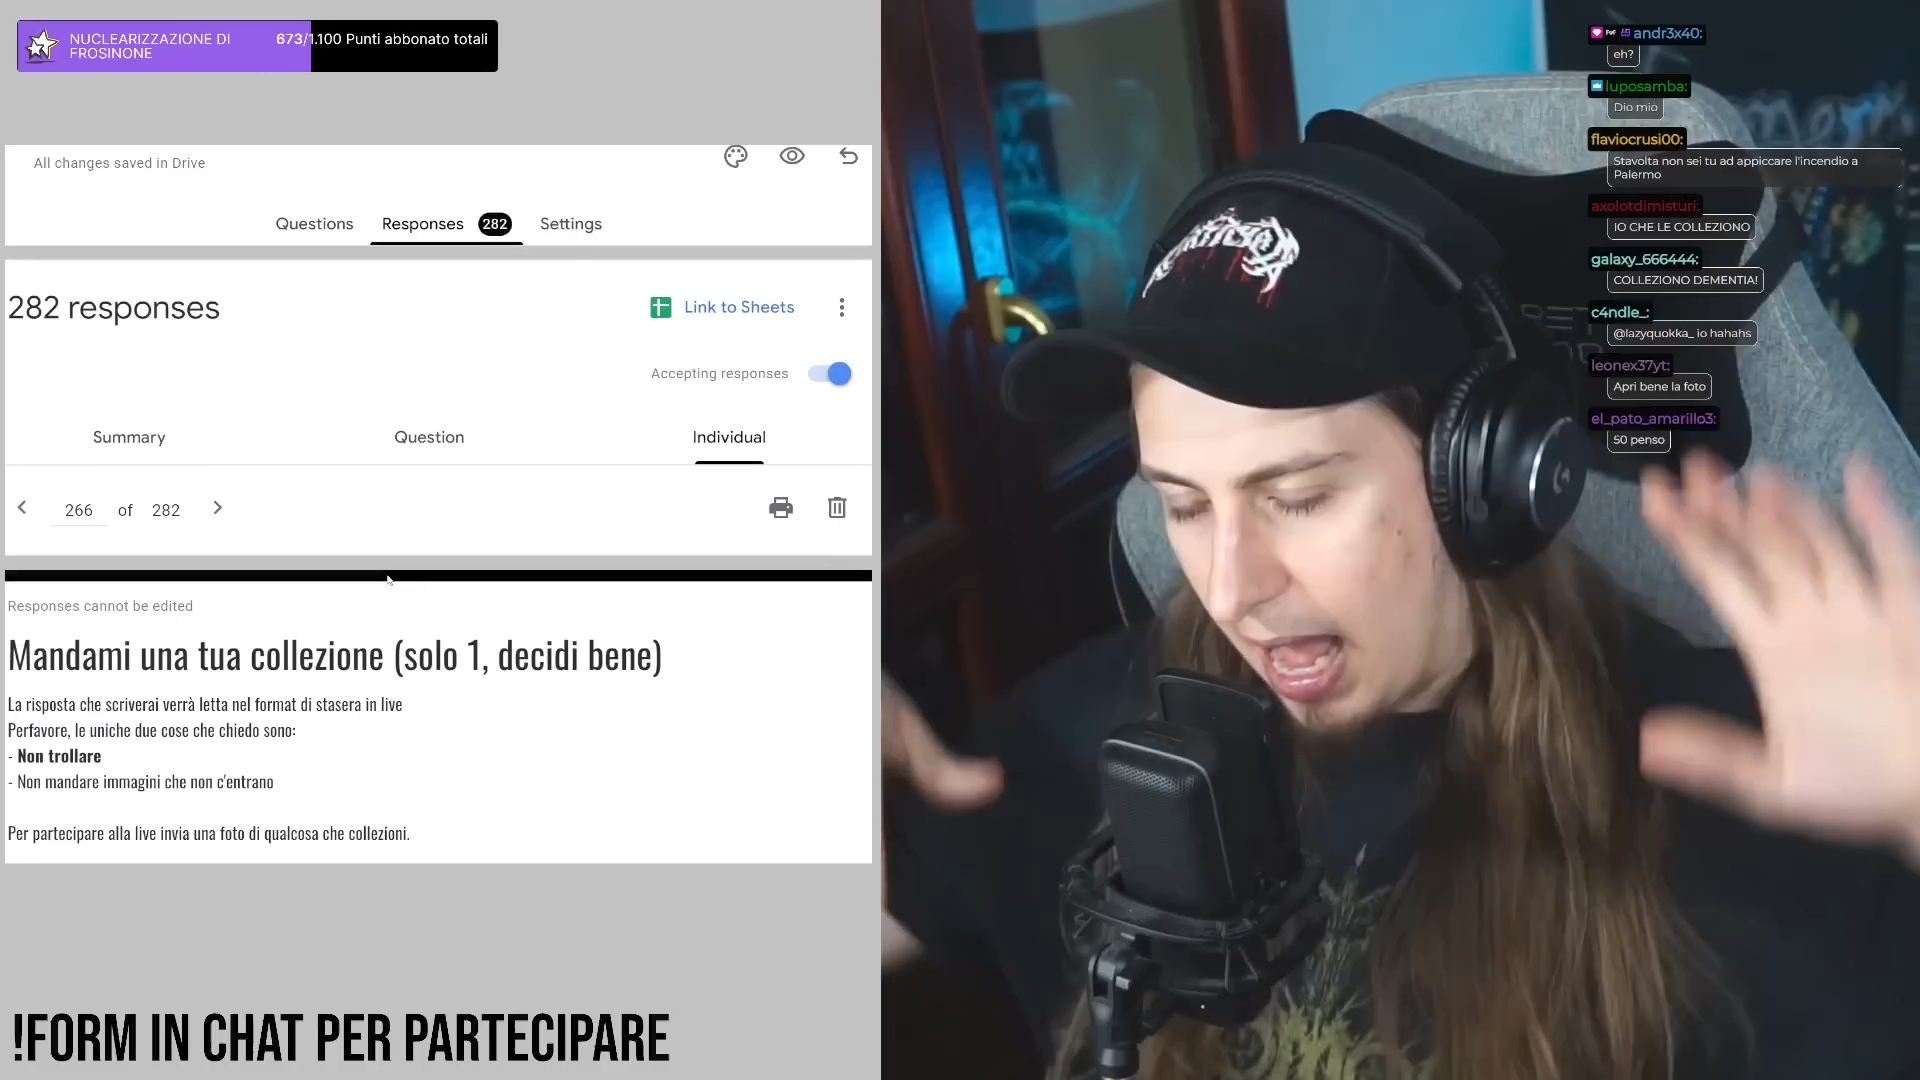 NUCLEARIZZAZIONE DI
FROSINONE
673/1.100 Punti abbonato totali
All changes saved in Drive
Questions
Responses 282
Settings
282 responses
Link to Sheets
Accepting responses
Summary
Question
Individual
266 of 282
Responses cannot be edited
Mandami una tua collezione (solo 1, decidi bene)
La risposta che scriverai verrà letta nel format di stasera in live
Perfavore, le uniche due cose che chiedo sono:
- Non trollare
- Non mandare immagini che non c'entrano
Per partecipare alla live invia una foto di qualcosa che collezioni.
!FORM IN CHAT PER PARTECIPARE
andr3x40:
eh?
luposamba:
Dio mio
flaviocrusi00:
Stavolta non sei tu ad appiccare l'incendio a
Palermo
axolotdimisturi:
IO CHE LE COLLEZIONO
galaxy_666444:
COLLEZIONO DEMENTIA!
c4ndle_:
@lazyquokka_ io hahahs
leonex37yt:
Apri bene la foto
el_pato_amarillo3:
50 penso